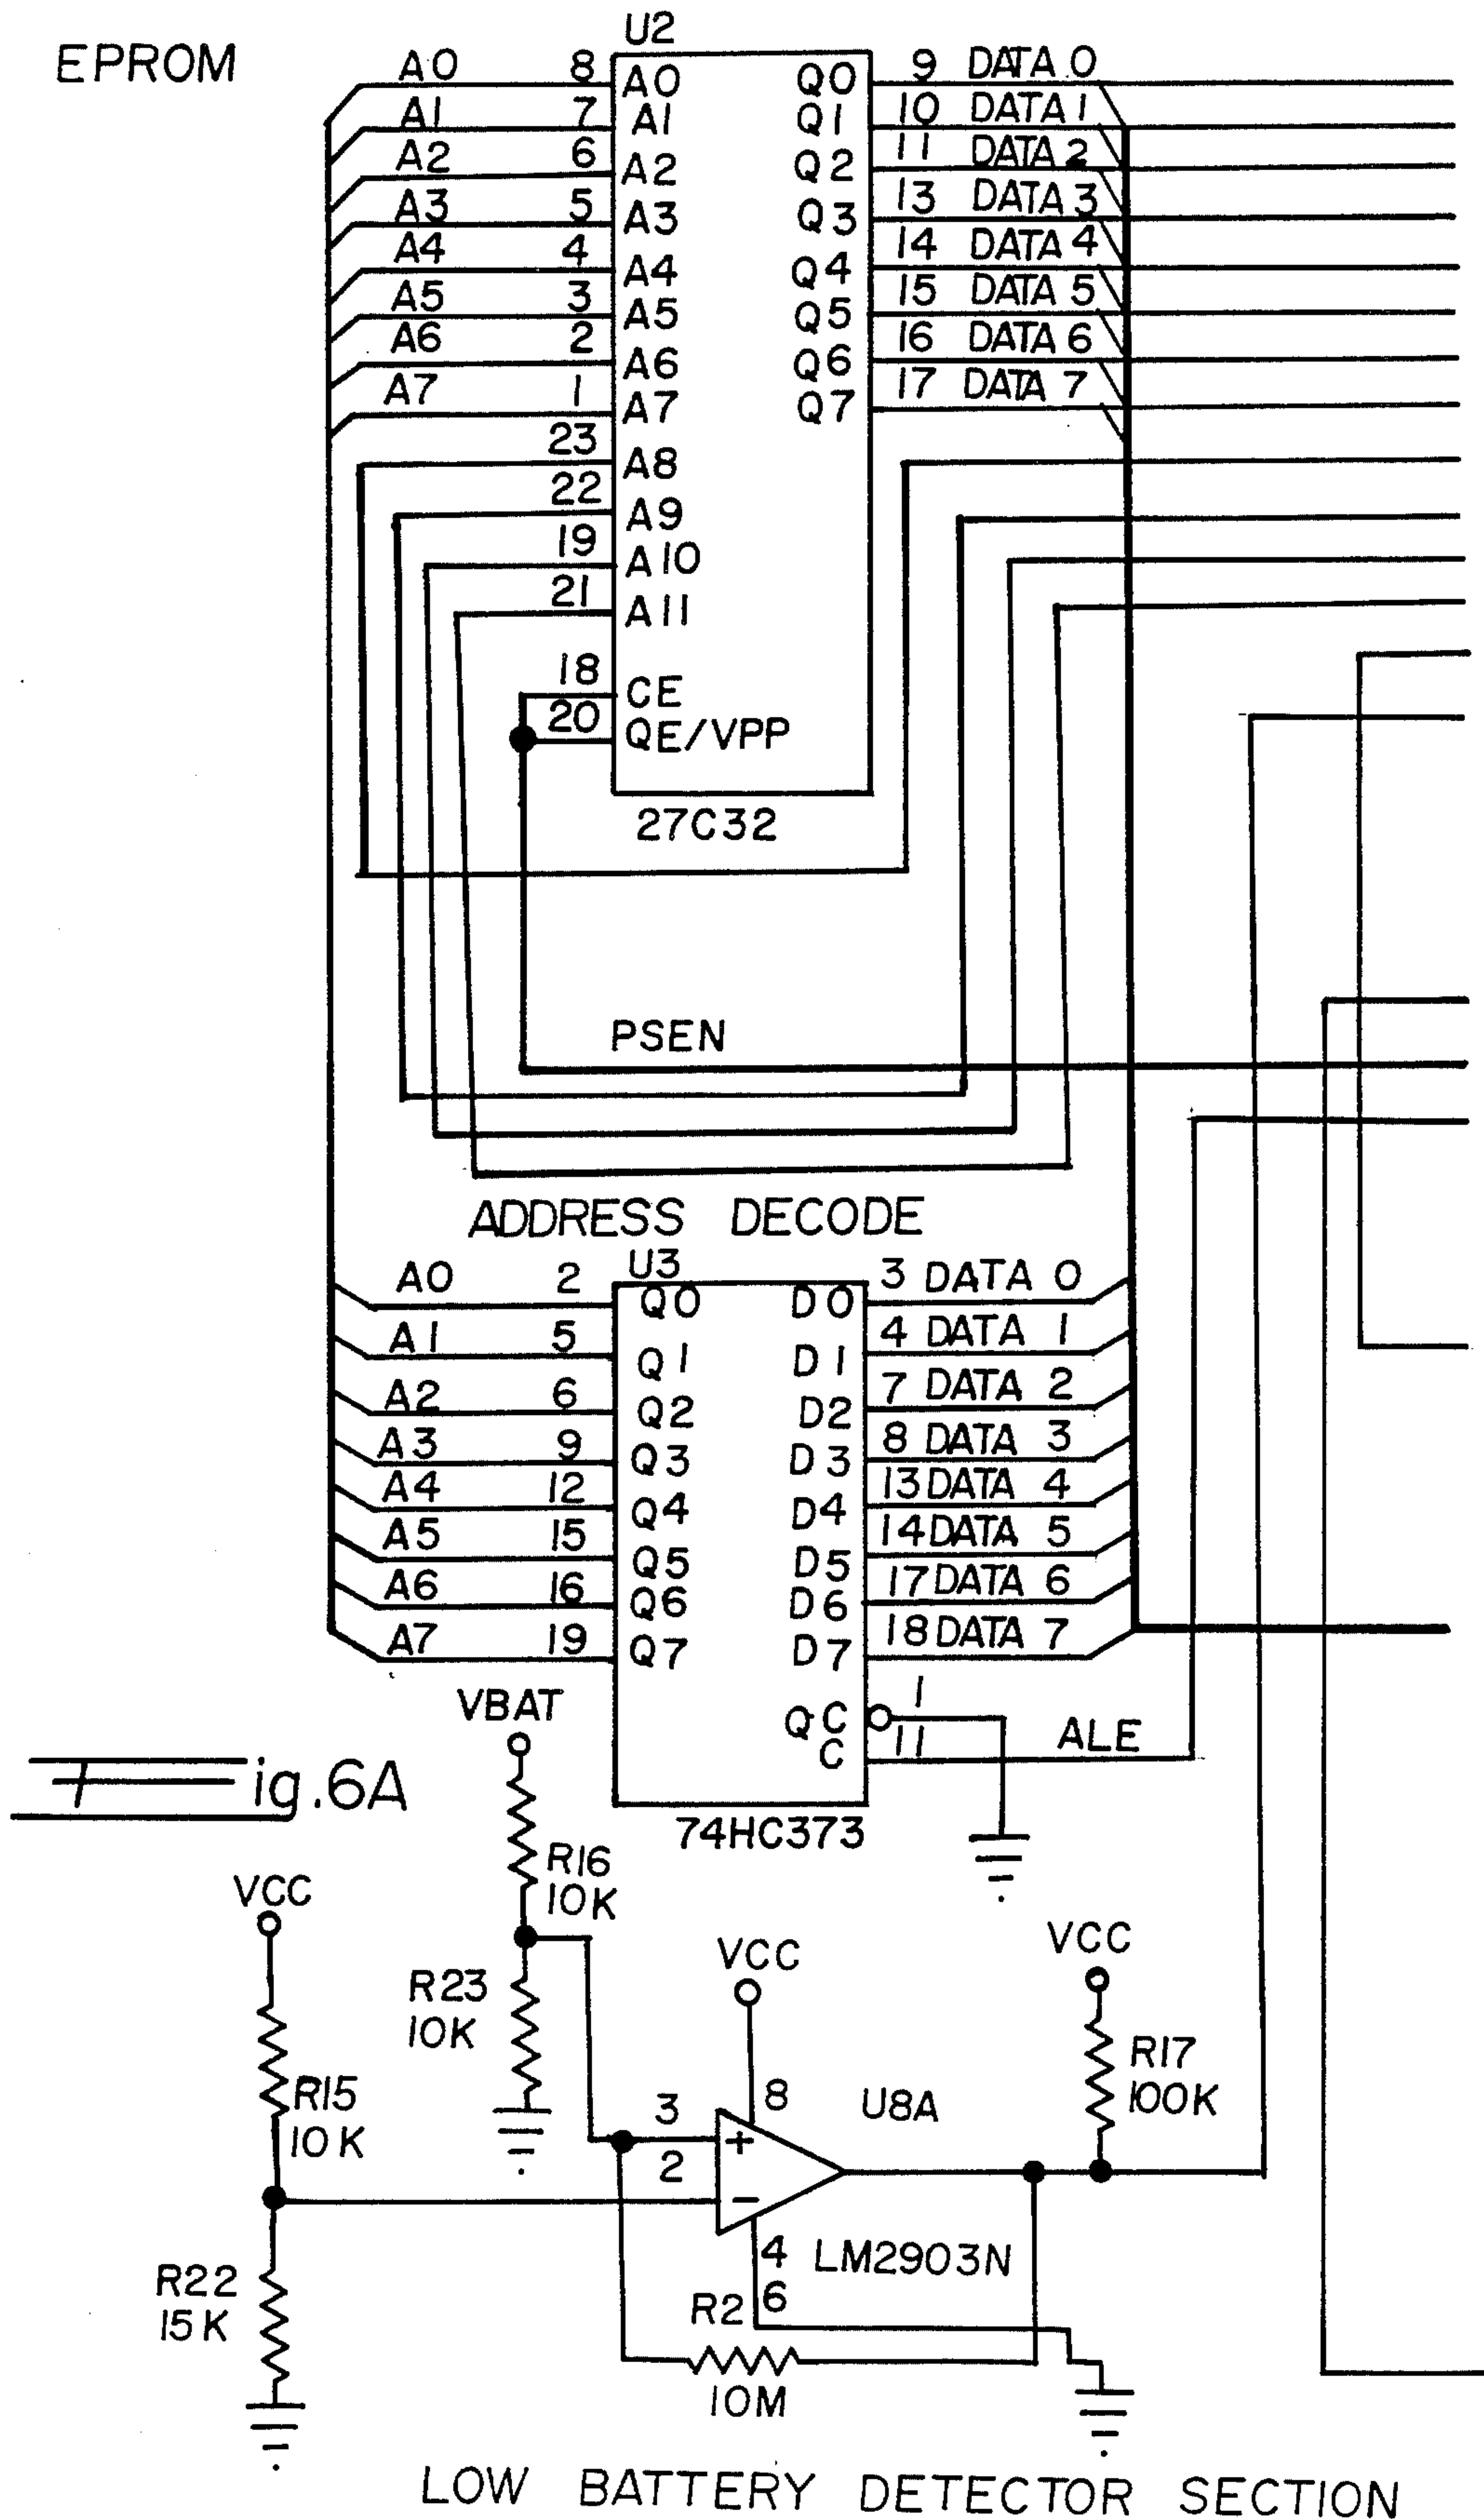 EPROM
U2
A0 8 A0 Q0 9 DATA 0
A1 7 A1 Q1 10 DATA 1
A2 6 A2 Q2 11 DATA 2
A3 5 A3 Q3 13 DATA 3
A4 4 A4 Q4 14 DATA 4
A5 3 A5 Q5 15 DATA 5
A6 2 A6 Q6 16 DATA 6
A7 1 A7 Q7 17 DATA 7
23 A8
22 A9
19 A10
21 A11
18 CE
20 QE/VPP
27C32
PSEN
ADDRESS DECODE
U3
A0 2 Q0 D0 3 DATA 0
A1 5 Q1 D1 4 DATA 1
A2 6 Q2 D2 7 DATA 2
A3 9 Q3 D3 8 DATA 3
A4 12 Q4 D4 13 DATA 4
A5 15 Q5 D5 14 DATA 5
A6 16 Q6 D6 17 DATA 6
A7 19 Q7 D7 18 DATA 7
QC 1
C 11 ALE
74HC373
Fig.6A
VBAT
R16
10K
VCC
R23
10K
R15
10K
VCC
VCC
R17
100K
3
+
2
-
8
U8A
4
6
LM2903N
R22
15K
R2
10M
LOW BATTERY DETECTOR SECTION